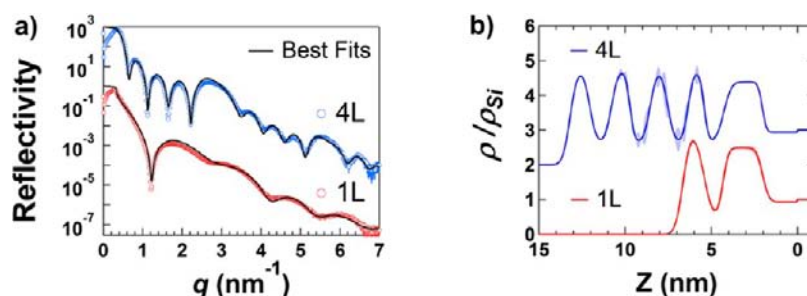 a)
Reflectivity
10³
10¹
10⁻¹
10⁻³
10⁻⁵
10⁻⁷
Best Fits
4L
1L
0 1 2 3 4 5 6 7
q (nm⁻¹)
b)
ρ/ρSi
6
5
4
3
2
1
0
4L
1L
15 10 5 0
Z (nm)